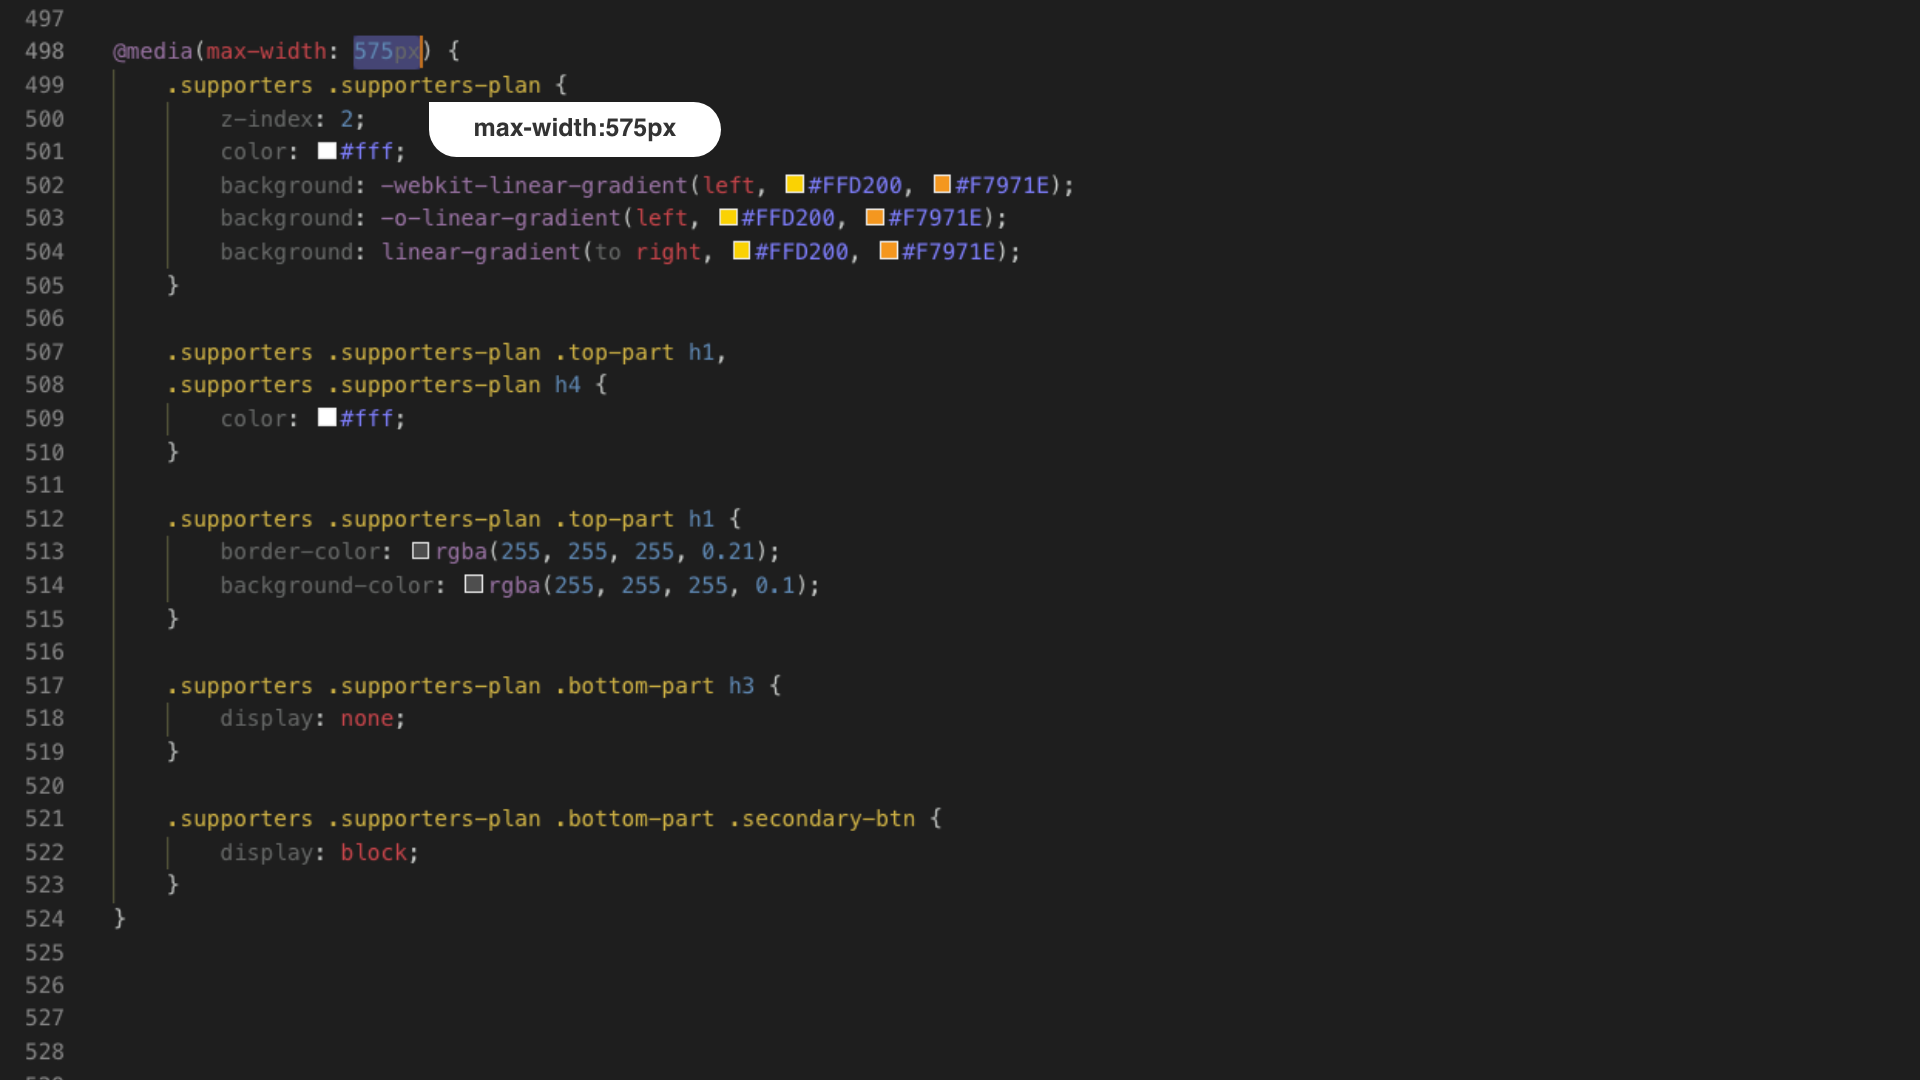 497
498 @media(max-width: 575px) {
499 .supporters .supporters-plan {
500 z-index: 2;
max-width:575px
501 color: #fff;
502 background: -webkit-linear-gradient(left, #FFD200, #F7971E);
503 background: -o-linear-gradient(left, #FFD200, #F7971E);
504 background: linear-gradient(to right, #FFD200, #F7971E);
505 }
506
507 .supporters .supporters-plan .top-part h1,
508 .supporters .supporters-plan h4 {
509 color: #fff;
510 }
511
512 .supporters .supporters-plan .top-part h1 {
513 border-color: rgba(255, 255, 255, 0.21);
514 background-color: rgba(255, 255, 255, 0.1);
515 }
516
517 .supporters .supporters-plan .bottom-part h3 {
518 display: none;
519 }
520
521 .supporters .supporters-plan .bottom-part .secondary-btn {
522 display: block;
523 }
524 }
525
526
527
528